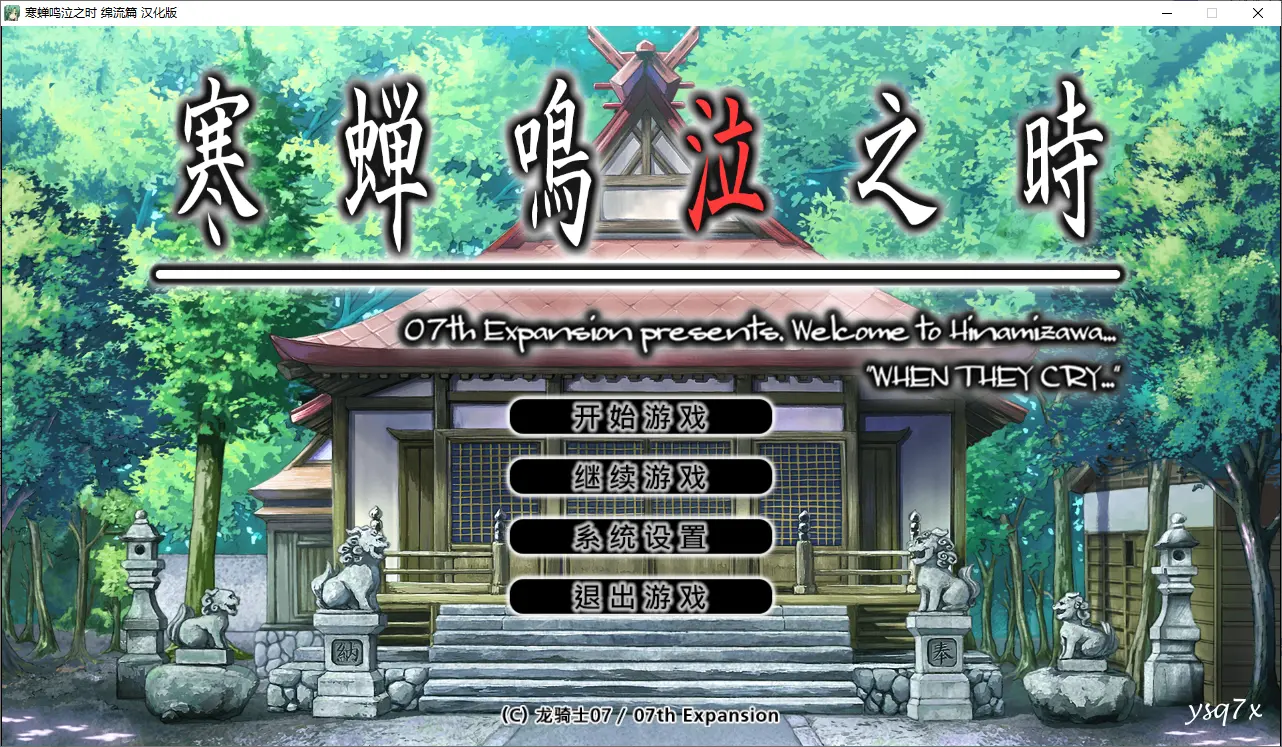 寒蝉鸣泣之时 绵流篇 汉化版
寒蝉鳴泣之時
07th Expansion presents. Welcome to Hinamizawa...
"WHEN THEY CRY..."
开始游戏
继续游戏
系统设置
退出游戏
納
奉
(C) 龙骑士07 / 07th Expansion
ysq7x